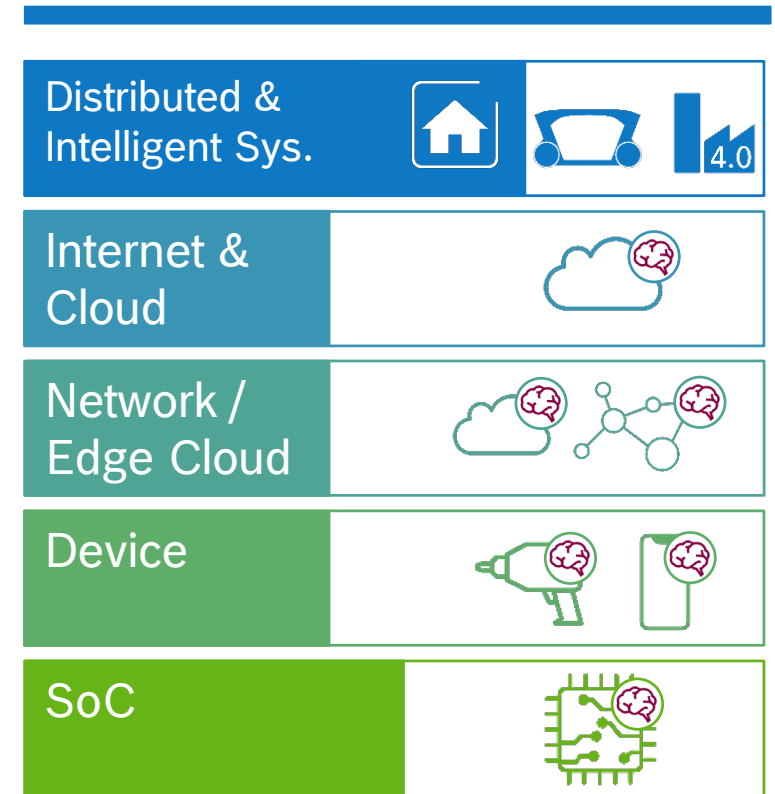 Distributed &
Intelligent Sys.
4.0
Internet &
Cloud
Network /
Edge Cloud
Device
SoC